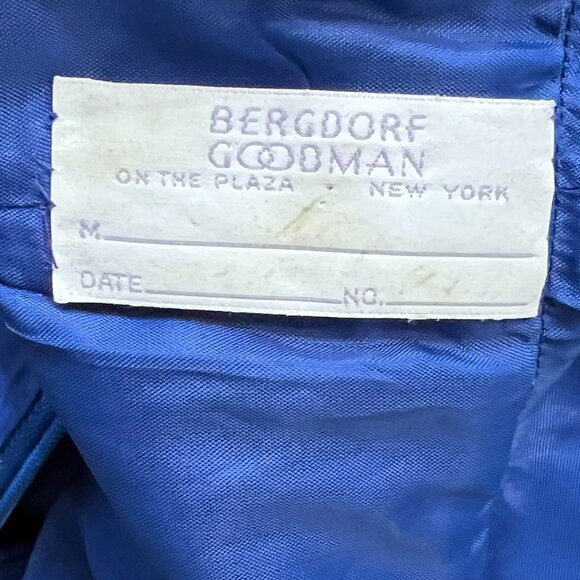 BERGDORF
GOODMAN
ON THE PLAZA · NEW YORK
M.
DATE NO.